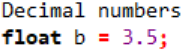 Decimal numbers
float b = 3.5;